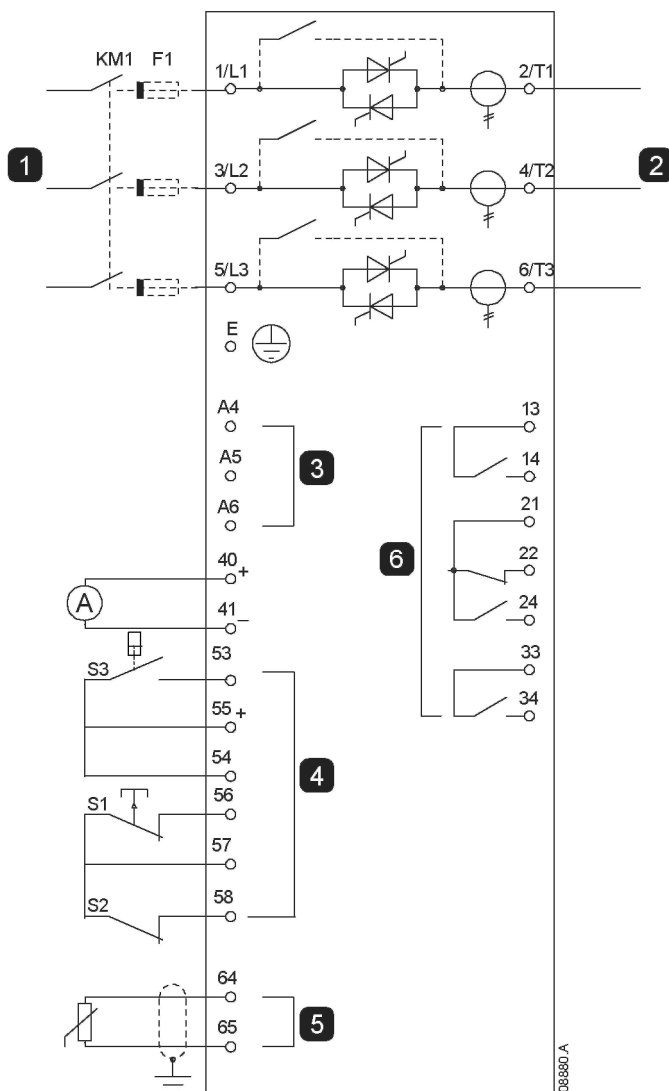 KM1 F1
1/L1 2/T1
1 2
3/L2 4/T2
5/L3 6/T3
E
A4 13
A5 3 14
A6 21
40 + 6 22
A
41 – 24
S3 53 33
55 + 34
54 4
S1 56
57
S2 58
64
5
65
08880.A